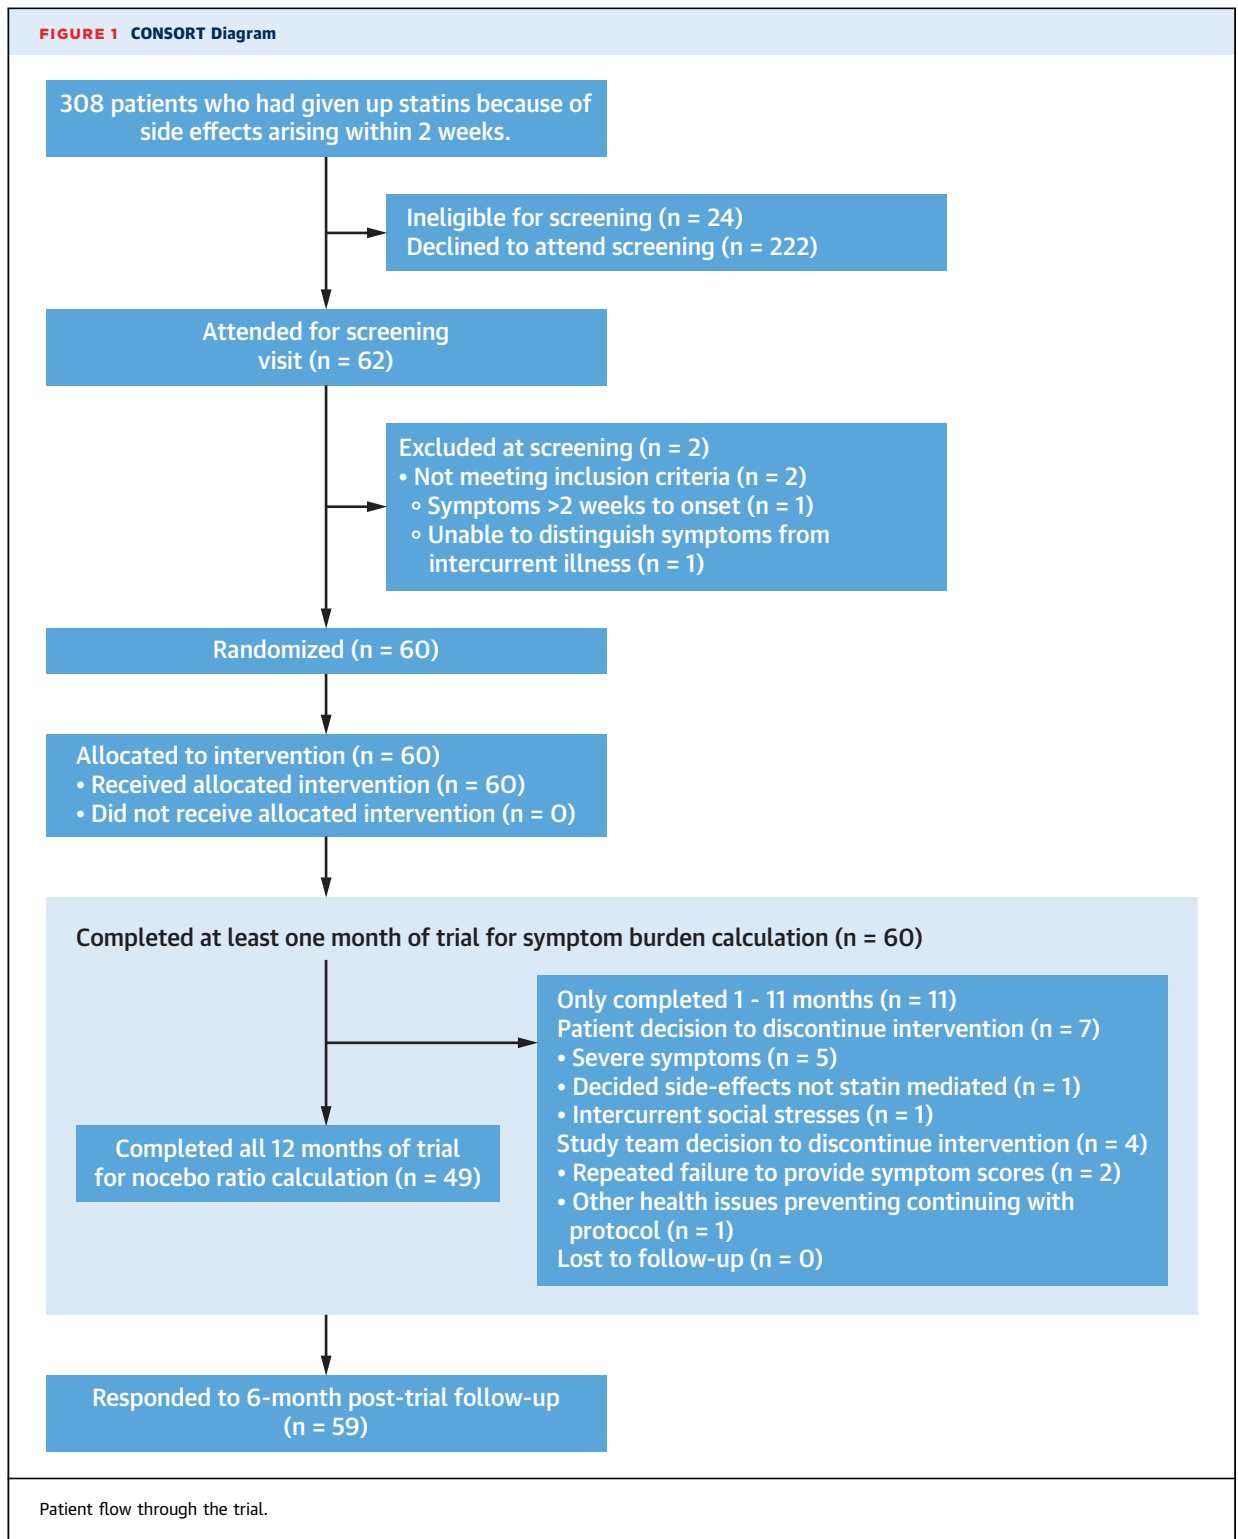 FIGURE 1 CONSORT Diagram
308 patients who had given up statins because of
side effects arising within 2 weeks.
Ineligible for screening (n = 24)
Declined to attend screening (n = 222)
Attended for screening
visit (n = 62)
Excluded at screening (n = 2)
• Not meeting inclusion criteria (n = 2)
∘ Symptoms >2 weeks to onset (n = 1)
∘ Unable to distinguish symptoms from
intercurrent illness (n = 1)
Randomized (n = 60)
Allocated to intervention (n = 60)
• Received allocated intervention (n = 60)
• Did not receive allocated intervention (n = 0)
Completed at least one month of trial for symptom burden calculation (n = 60)
Only completed 1 - 11 months (n = 11)
Patient decision to discontinue intervention (n = 7)
• Severe symptoms (n = 5)
• Decided side-effects not statin mediated (n = 1)
• Intercurrent social stresses (n = 1)
Study team decision to discontinue intervention (n = 4)
• Repeated failure to provide symptom scores (n = 2)
• Other health issues preventing continuing with
protocol (n = 1)
Lost to follow-up (n = 0)
Completed all 12 months of trial
for nocebo ratio calculation (n = 49)
Responded to 6-month post-trial follow-up
(n = 59)
Patient flow through the trial.